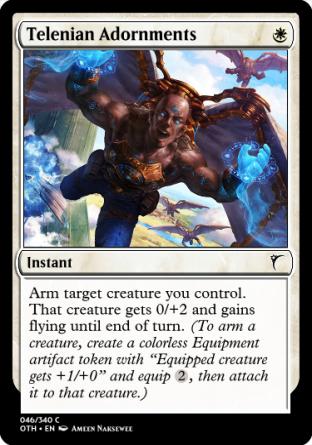 Telenian Adornments
Instant
Arm target creature you control.
That creature gets 0/+2 and gains
flying until end of turn. (To arm a
creature, create a colorless Equipment
artifact token with “Equipped creature
gets +1/+0” and equip 2, then attach
it to that creature.)
046/340 C
OTH • EN Ameen Naksewee